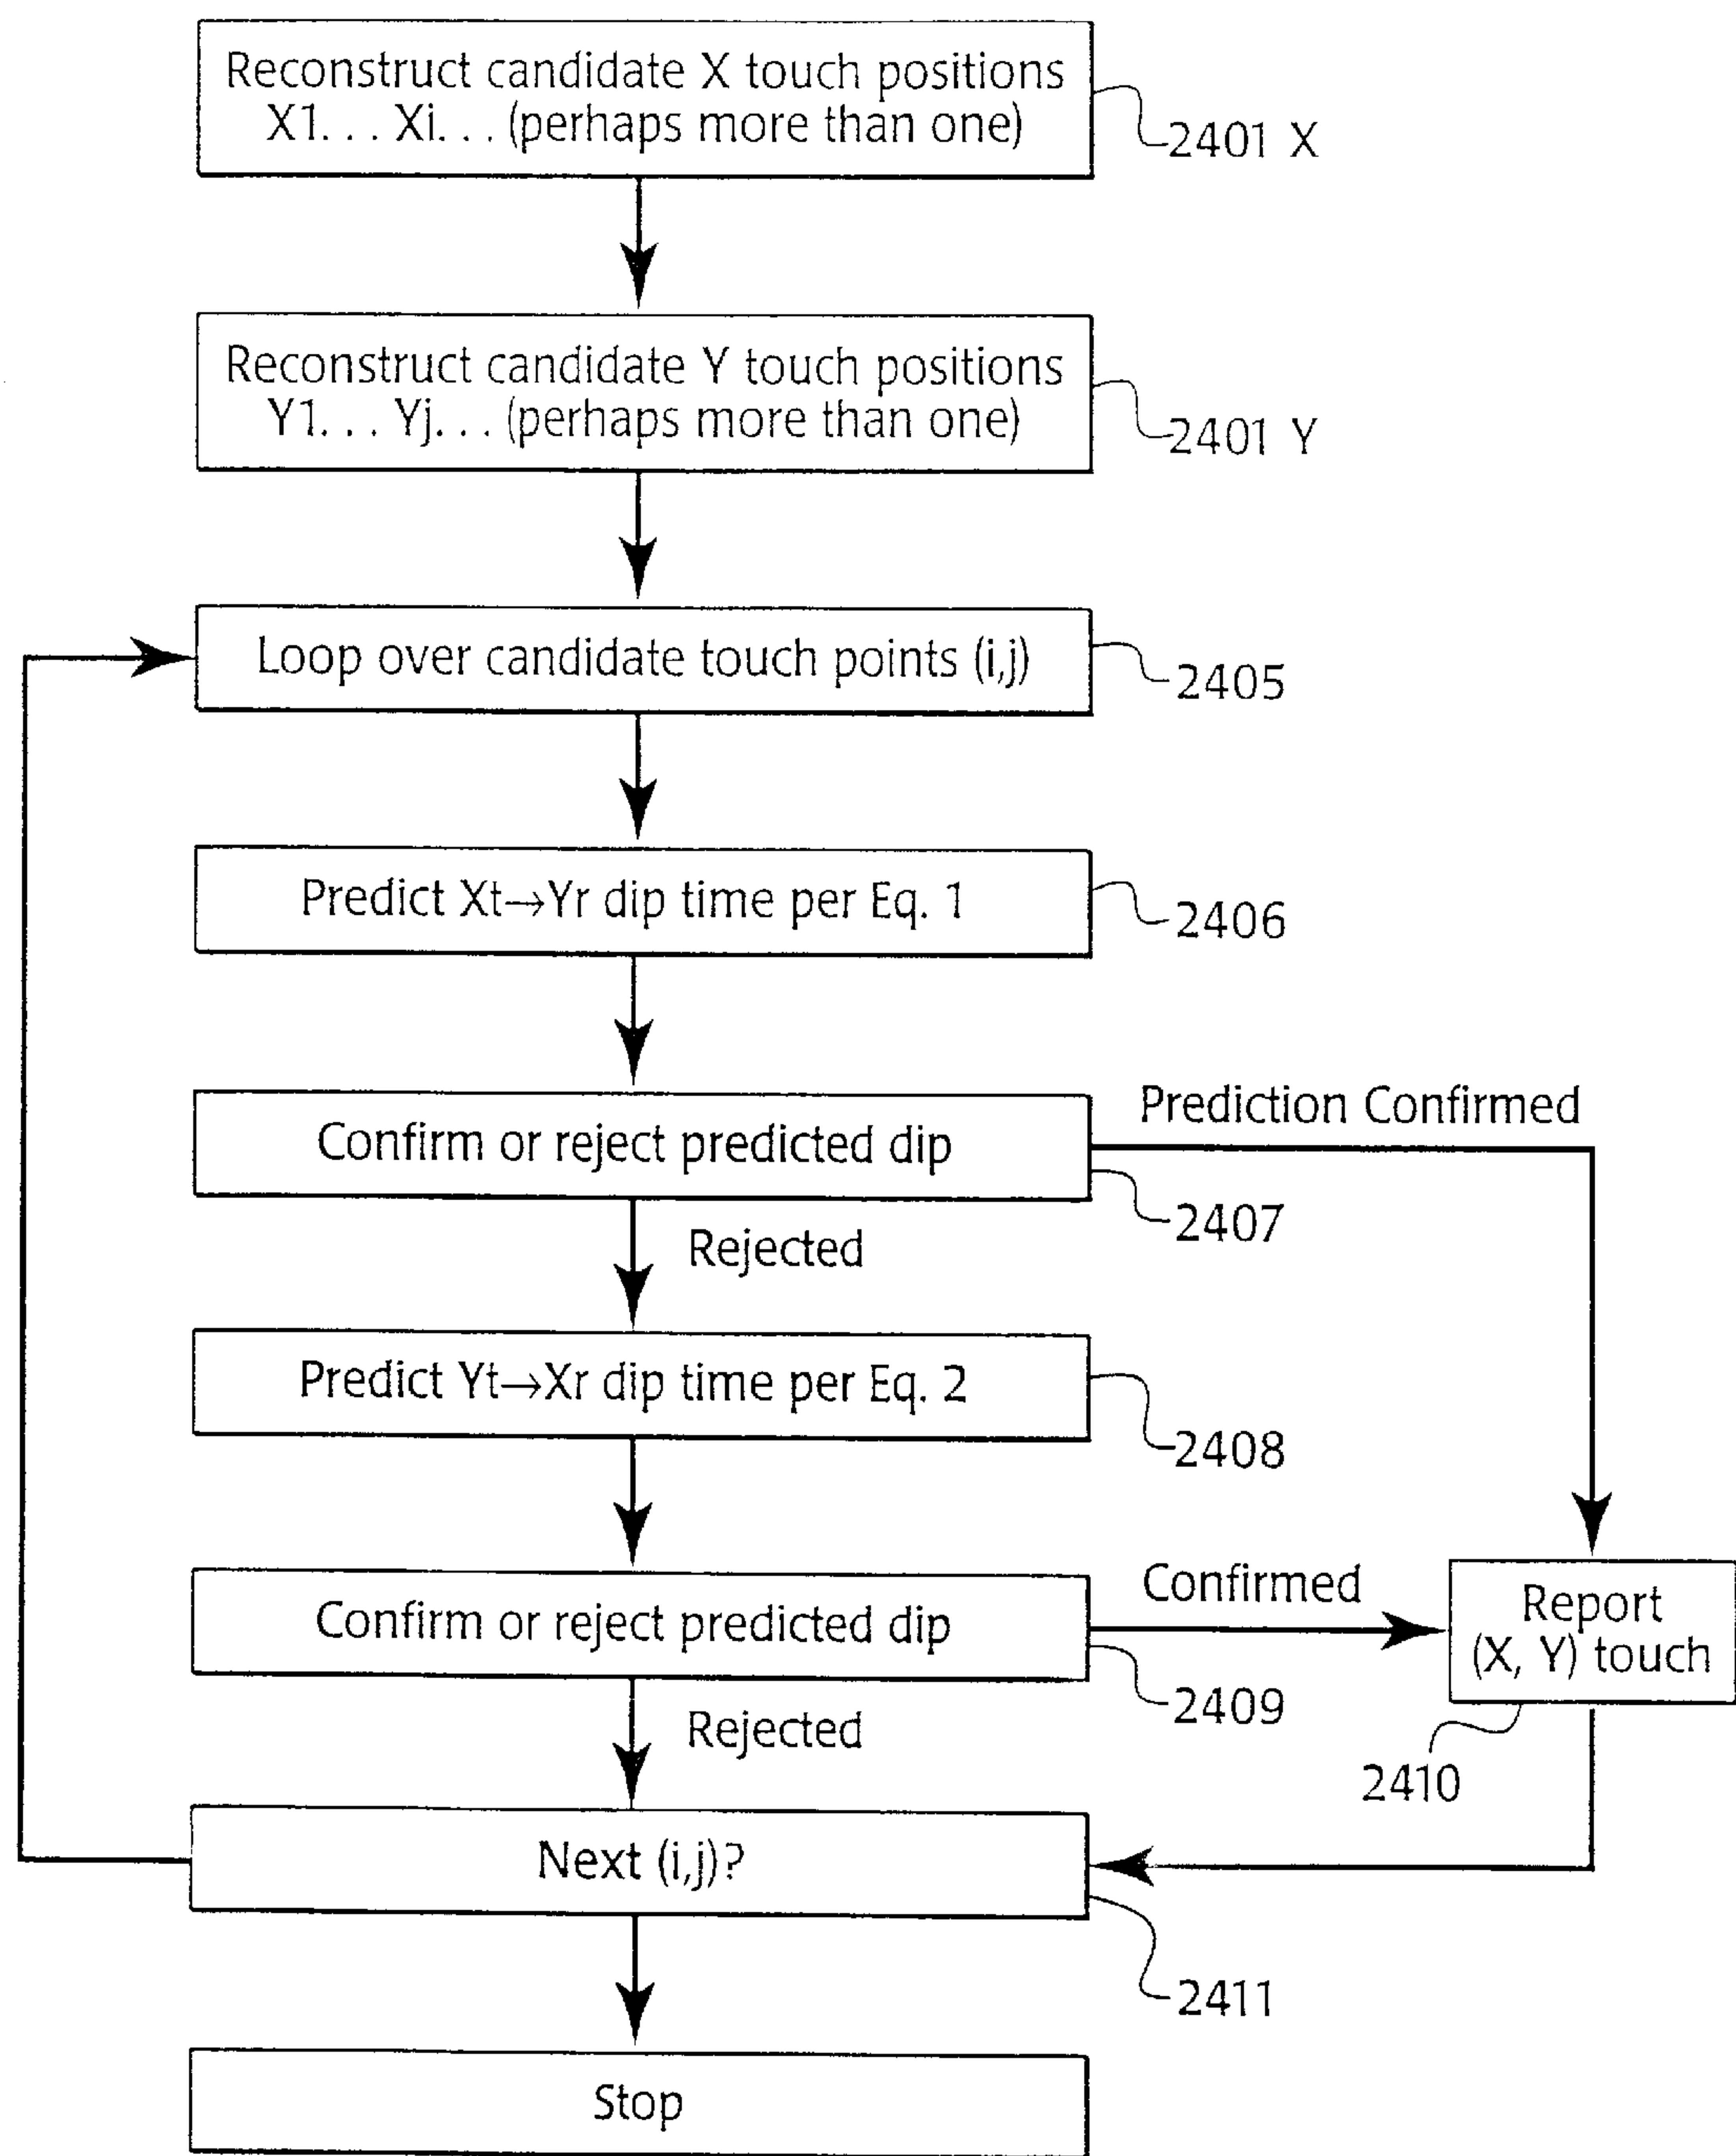 Reconstruct candidate X touch positions
X1. . . Xi. . . (perhaps more than one)
2401 X
Reconstruct candidate Y touch positions
Y1. . . Yj. . . (perhaps more than one)
2401 Y
Loop over candidate touch points (i,j)
2405
Predict Xt→Yr dip time per Eq. 1
2406
Prediction Confirmed
Confirm or reject predicted dip
2407
Rejected
Predict Yt→Xr dip time per Eq. 2
2408
Confirmed
Confirm or reject predicted dip
2409
Report
(X, Y) touch
2410
Rejected
Next (i,j)?
2411
Stop